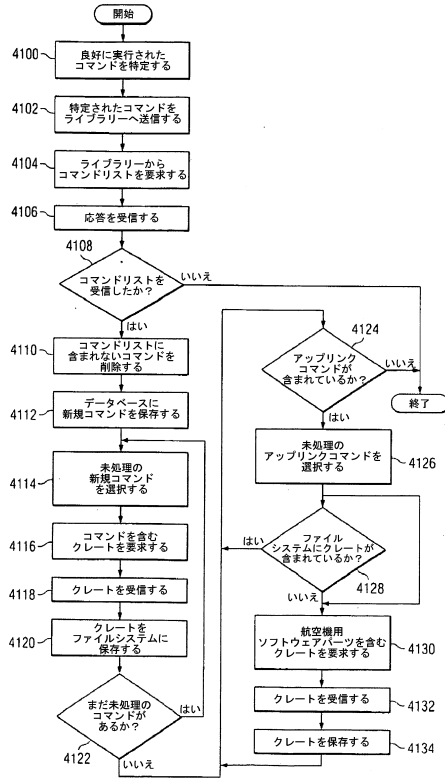 開始
4100
良好に実行された
コマンドを特定する
4102
特定されたコマンドを
ライブラリーへ送信する
4104
ライブラリーから
コマンドリストを要求する
4106
応答を受信する
4108
コマンドリストを
受信したか?
いいえ
はい
4110
コマンドリストに
含まれないコマンドを
削除する
4112
データベースに
新規コマンドを保存する
4114
未処理の
新規コマンド
を選択する
4116
コマンドを含む
クレートを要求する
4118
クレートを受信する
4120
クレートを
ファイルシステムに
保存する
まだ未処理の
コマンドが
あるか?
はい
4122
いいえ
4124
アップリンク
コマンドが
含まれているか?
いいえ
はい
終了
未処理の
アップリンクコマンドを
選択する
4126
はい
ファイル
システムにクレートが
含まれているか?
4128
いいえ
航空機用
ソフトウェアパーツを含む
クレートを要求する
4130
クレートを受信する
4132
クレートを保存する
4134